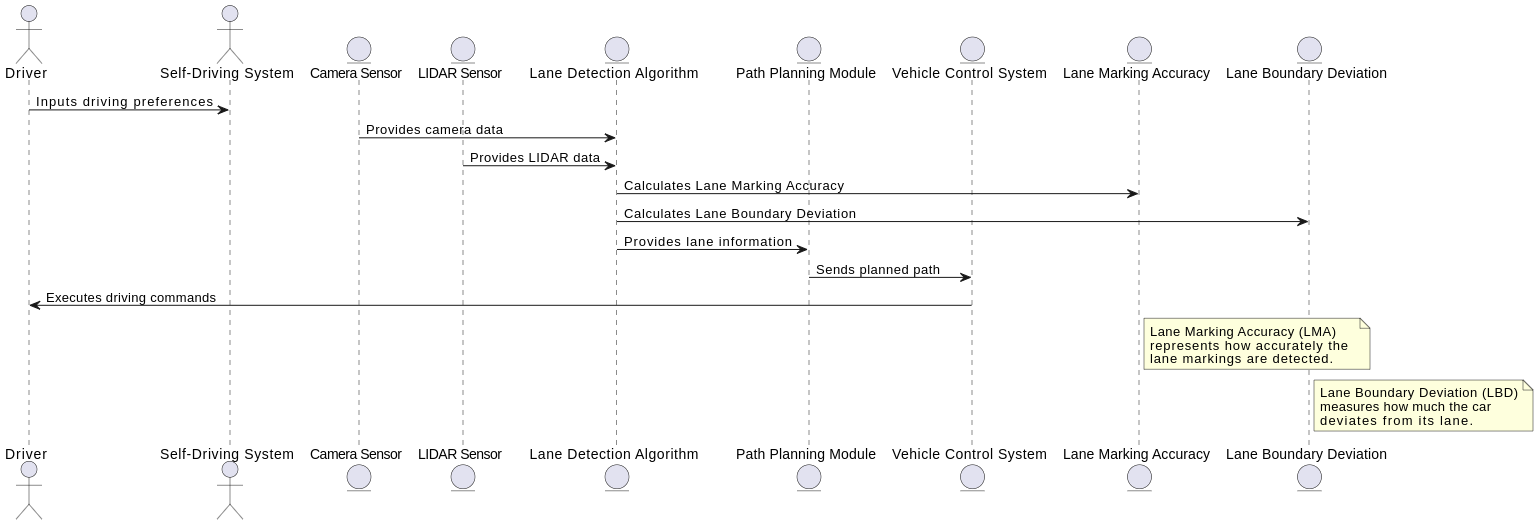 Driver
Self-Driving System
Camera Sensor
LIDAR Sensor
Lane Detection Algorithm
Path Planning Module
Vehicle Control System
Lane Marking Accuracy
Lane Boundary Deviation
Inputs driving preferences
Provides camera data
Provides LIDAR data
Calculates Lane Marking Accuracy
Calculates Lane Boundary Deviation
Provides lane information
Sends planned path
Executes driving commands
Lane Marking Accuracy (LMA)
represents how accurately the
lane markings are detected.
Lane Boundary Deviation (LBD)
measures how much the car
deviates from its lane.
Driver
Self-Driving System
Camera Sensor
LIDAR Sensor
Lane Detection Algorithm
Path Planning Module
Vehicle Control System
Lane Marking Accuracy
Lane Boundary Deviation